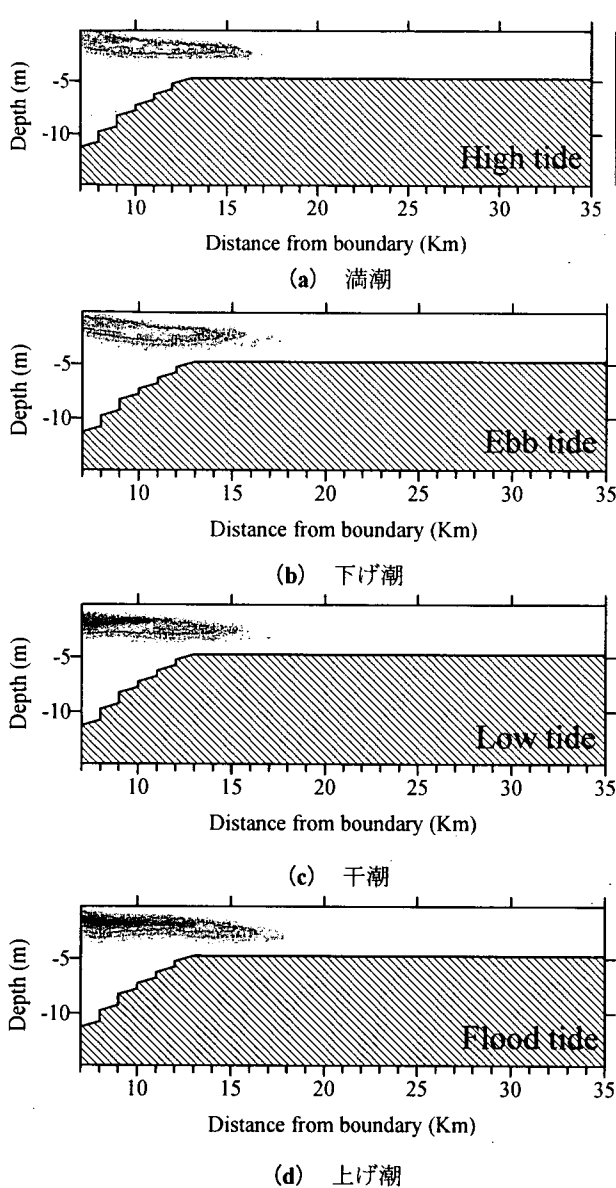 Depth (m)
-5
-10
High tide
10 15 20 25 30 35
Distance from boundary (Km)
(a) 満潮
Depth (m)
-5
-10
Ebb tide
10 15 20 25 30 35
Distance from boundary (Km)
(b) 下げ潮
Depth (m)
-5
-10
Low tide
10 15 20 25 30 35
Distance from boundary (Km)
(c) 干潮
Depth (m)
-5
-10
Flood tide
10 15 20 25 30 35
Distance from boundary (Km)
(d) 上げ潮